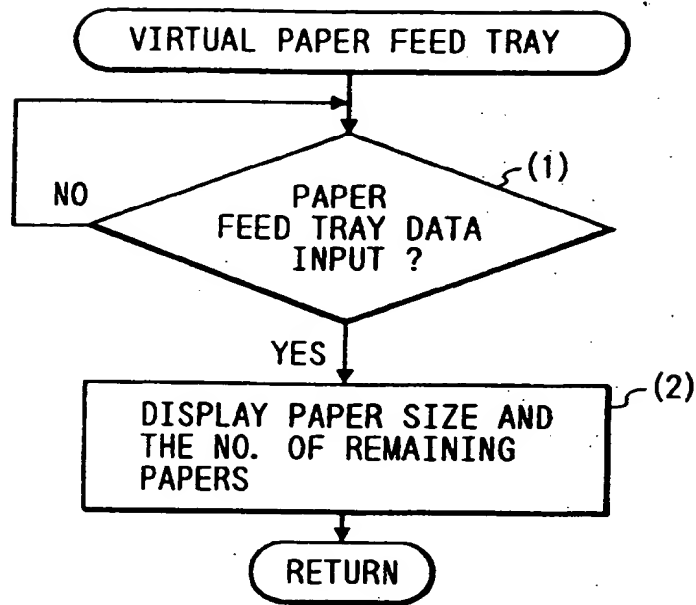 VIRTUAL PAPER FEED TRAY
(1)
NO
PAPER
FEED TRAY DATA
INPUT ?
YES
(2)
DISPLAY PAPER SIZE AND
THE NO. OF REMAINING
PAPERS
RETURN